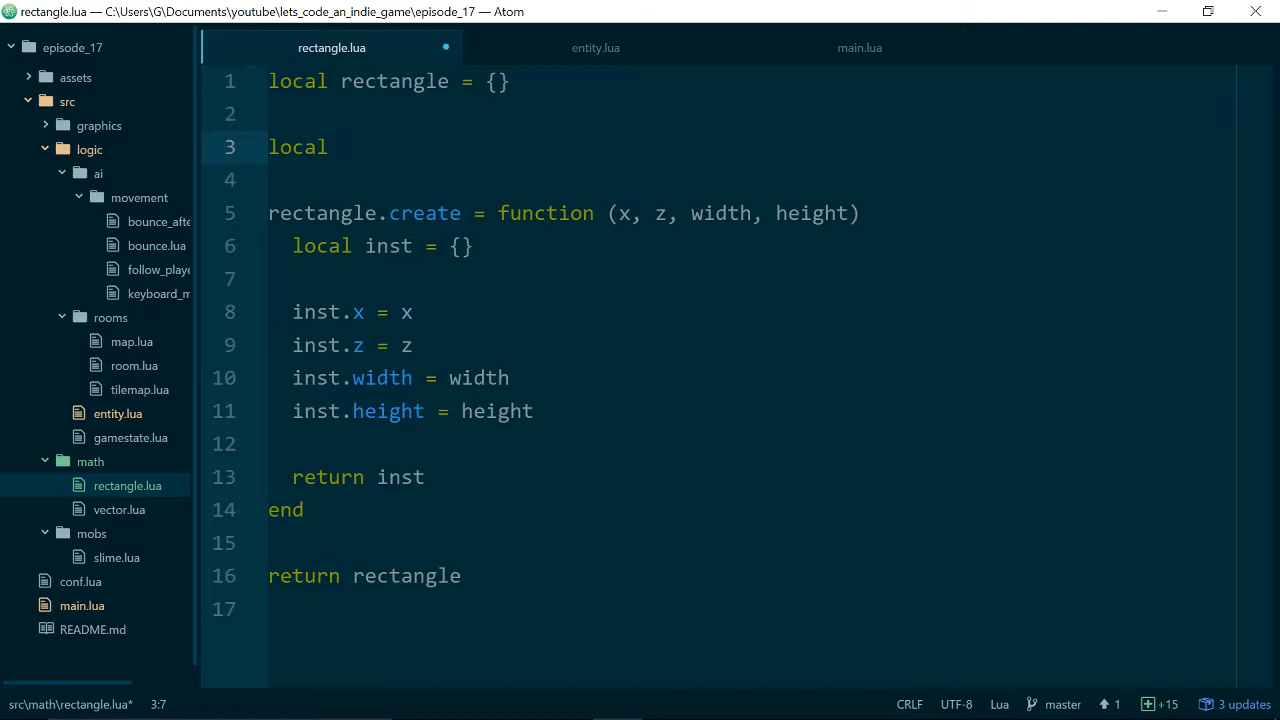 rectangle.lua — C:\Users\G\Documents\youtube\lets_code_an_indie_game\episode_17 — Atom
episode_17
assets
src
graphics
logic
ai
movement
bounce_afte
bounce.lua
follow_playe
keyboard_m
rooms
map.lua
room.lua
tilemap.lua
entity.lua
gamestate.lua
math
rectangle.lua
vector.lua
mobs
slime.lua
conf.lua
main.lua
README.md
rectangle.lua
entity.lua
main.lua
1 local rectangle = {}
2
3 local
4
5 rectangle.create = function (x, z, width, height)
6 local inst = {}
7
8 inst.x = x
9 inst.z = z
10 inst.width = width
11 inst.height = height
12
13 return inst
14 end
15
16 return rectangle
17
src\math\rectangle.lua* 3:7 CRLF UTF-8 Lua master 1 +15 3 updates